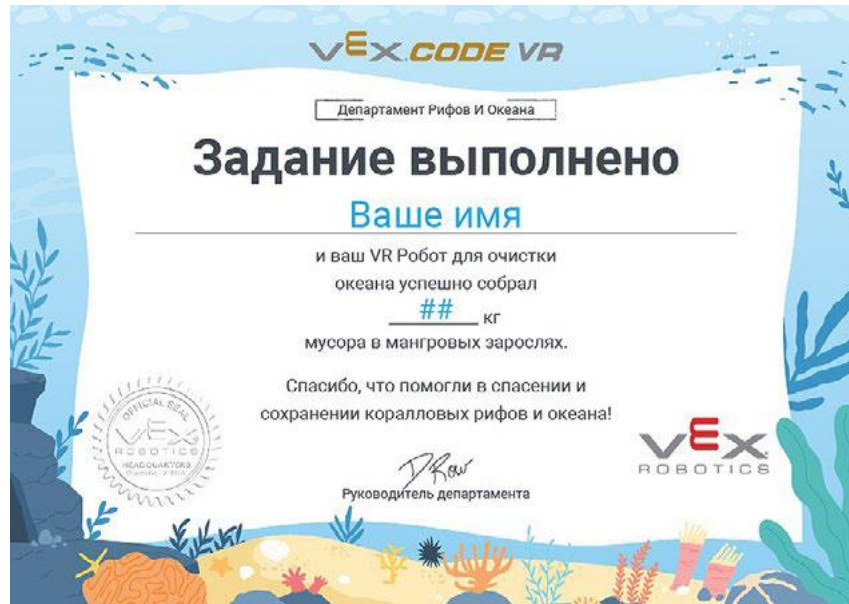 VEX CODE VR
Департамент Рифов И Океана
Задание выполнено
Ваше имя
и ваш VR Робот для очистки
океана успешно собрал
## кг
мусора в мангровых зарослях.
Спасибо, что помогли в спасении и
сохранении коралловых рифов и океана!
OFFICIAL SEAL
VEX
ROBOTICS
HEADQUARTERS
VEX
ROBOTICS
D Row
Руководитель департамента